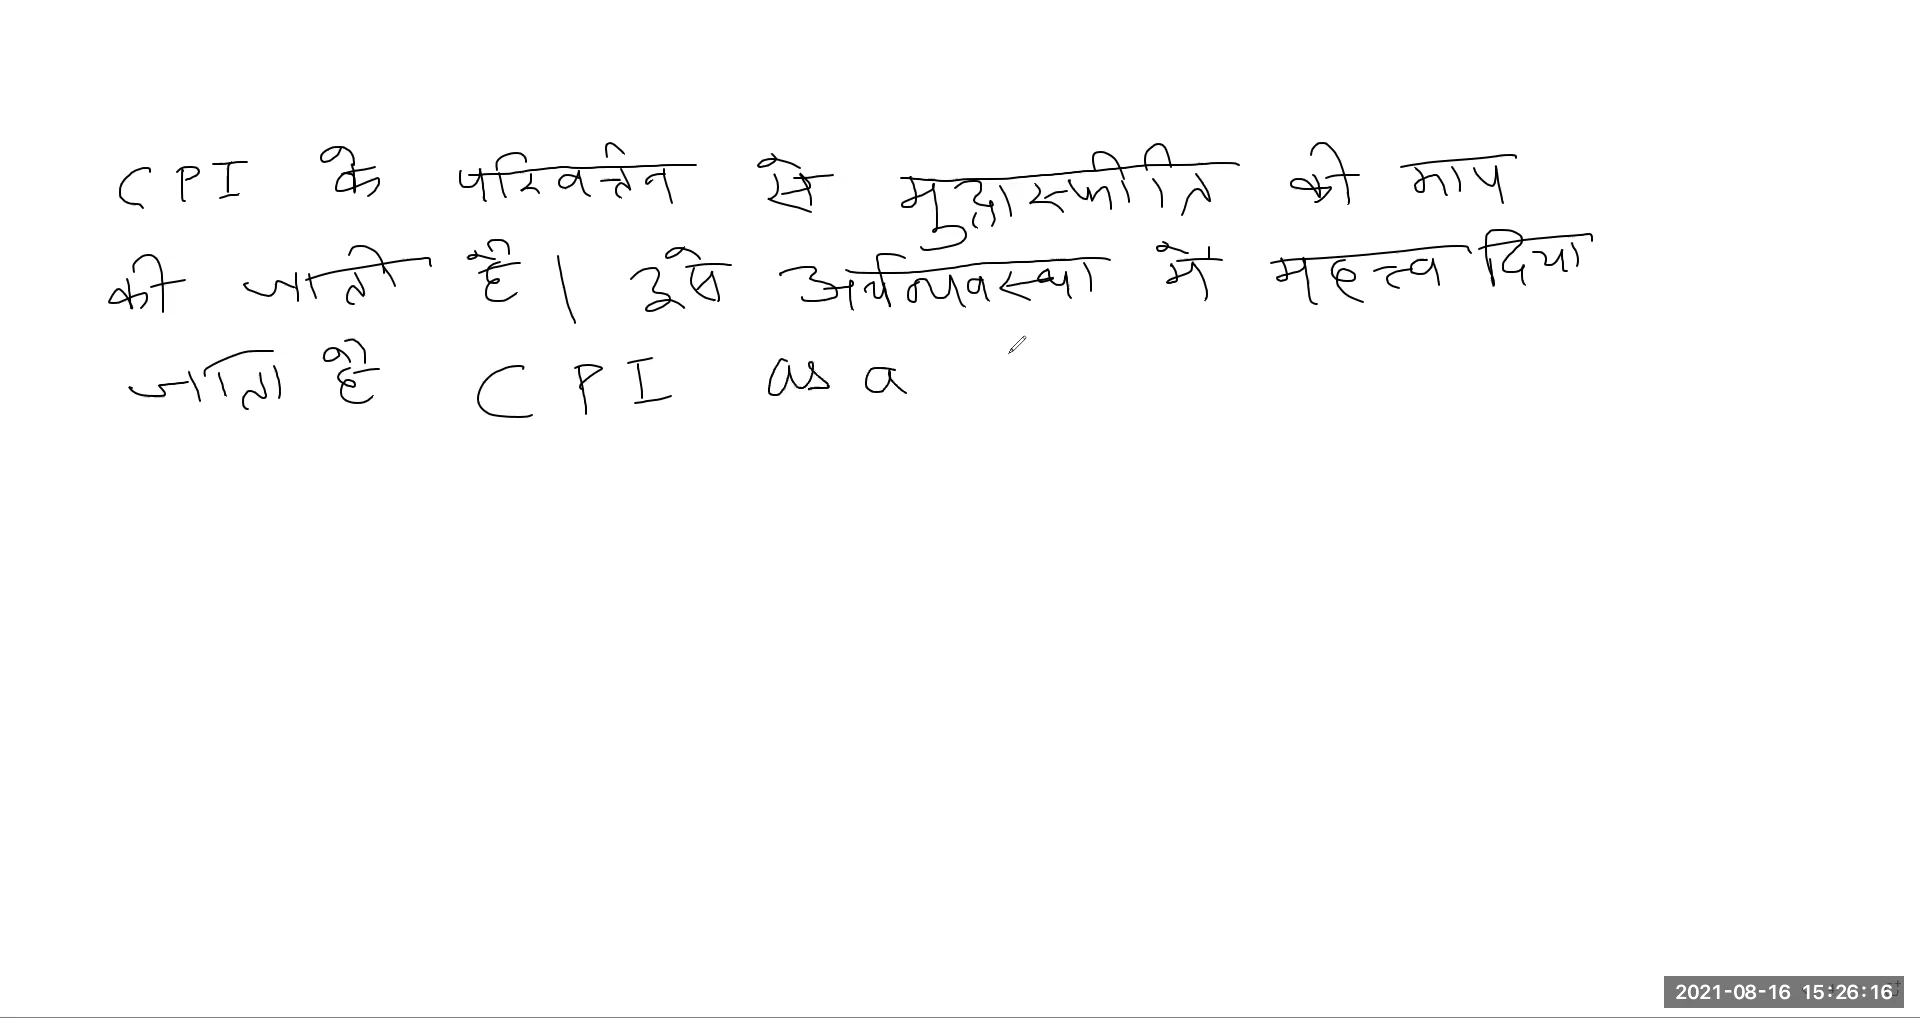 CPI के परिवर्तन से मुद्रास्फीति की माप
की जाती है | इसे अर्थव्यवस्था में महत्त्व दिया
जाता है CPI as a
2021-08-16 15:26:16